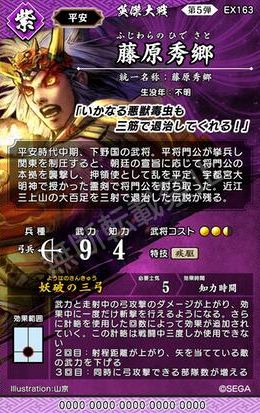 紫
平安
英傑大戦
第5弾
EX163
ふじわらの ひでさと
藤原秀郷
統一名称：藤原秀郷
生没年：不明
「いかなる悪獣毒虫も
三筋で退治してくれる！」
平安時代中期、下野国の武将。平将門公が挙兵し
関東を制圧すると、朝廷の宣旨に応じて将門公の
本拠を襲撃し、押領使として乱を平定。宇都宮大
明神で授かった霊剣で将門公を討ち取った。近江
三上山の大百足を三射で退治した伝説が残る。
兵種
武力
知力
武将コスト
弓兵
9
4
特技
疾駆
ようはのさんきゅう
妖破の三弓
必要士気
5
効果時間
知力時間
効果範囲
武力と走射中の弓攻撃のダメージが上がり、効果
中に一度だけ斬撃を行えるようになる。さら
に計略を使用した回数によって効果が追加され
ていく。この計略は戦闘中三度しか使用でき
ない
２回目：射程距離が上がり、矢を当てている敵
の武力を下げる
３回目：同時に弓攻撃できる部隊数が増える
Illustration:山宗
©SEGA
0000 0000 0000 0000 0000